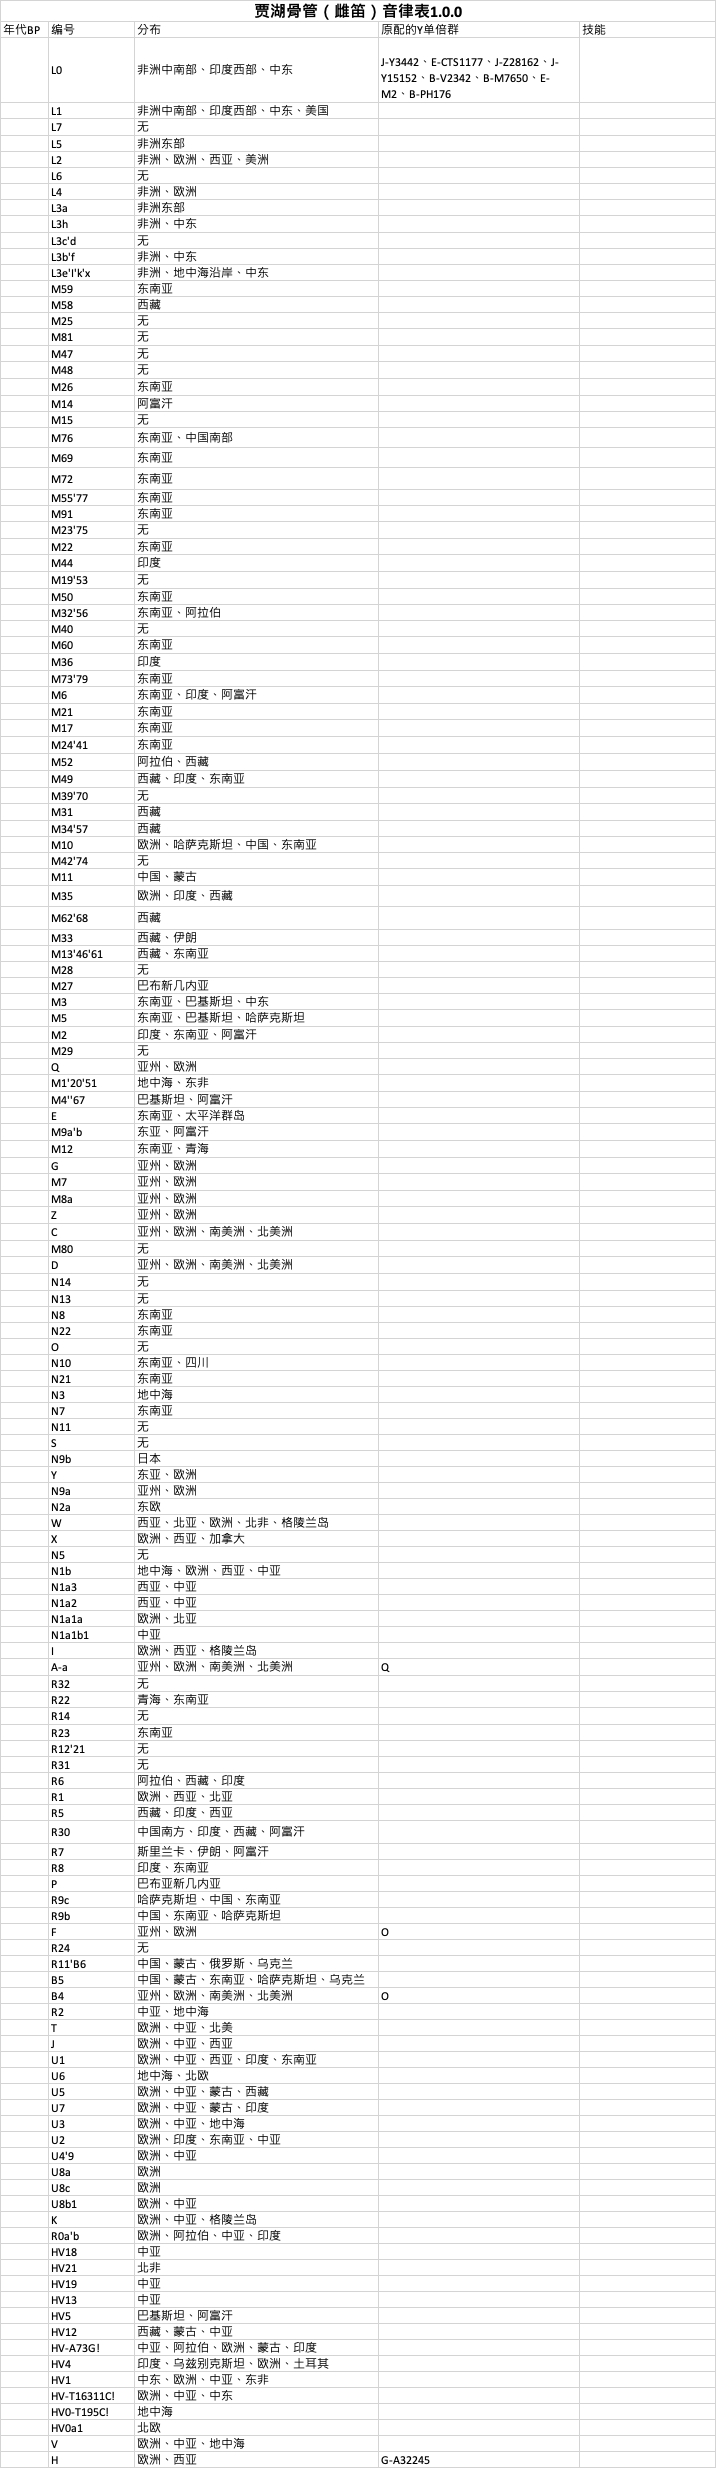 贾湖骨管（雌笛）音律表1.0.0
年代BP 编号 分布 原配的Y单倍群 技能
L0 非洲中南部、印度西部、中东 J-Y3442、E-CTS1177、J-Z28162、J-
Y15152、B-V2342、B-M7650、E-
M2、B-PH176
L1 非洲中南部、印度西部、中东、美国
L7 无
L5 非洲东部
L2 非洲、欧洲、西亚、美洲
L6 无
L4 非洲、欧洲
L3a 非洲东部
L3h 非洲、中东
L3c'd 无
L3b'f 非洲、中东
L3e'I'k'x 非洲、地中海沿岸、中东
M59 东南亚
M58 西藏
M25 无
M81 无
M47 无
M48 无
M26 东南亚
M14 阿富汗
M15 无
M76 东南亚、中国南部
M69 东南亚
M72 东南亚
M55'77 东南亚
M91 东南亚
M23'75 无
M22 东南亚
M44 印度
M19'53 无
M50 东南亚
M32'56 东南亚、阿拉伯
M40 无
M60 东南亚
M36 印度
M73'79 东南亚
M6 东南亚、印度、阿富汗
M21 东南亚
M17 东南亚
M24'41 东南亚
M52 阿拉伯、西藏
M49 西藏、印度、东南亚
M39'70 无
M31 西藏
M34'57 西藏
M10 欧洲、哈萨克斯坦、中国、东南亚
M42'74 无
M11 中国、蒙古
M35 欧洲、印度、西藏
M62'68 西藏
M33 西藏、伊朗
M13'46'61 西藏、东南亚
M28 无
M27 巴布新几内亚
M3 东南亚、巴基斯坦、中东
M5 东南亚、巴基斯坦、哈萨克斯坦
M2 印度、东南亚、阿富汗
M29 无
Q 亚州、欧洲
M1'20'51 地中海、东非
M4''67 巴基斯坦、阿富汗
E 东南亚、太平洋群岛
M9a'b 东亚、阿富汗
M12 东南亚、青海
G 亚州、欧洲
M7 亚州、欧洲
M8a 亚州、欧洲
Z 亚州、欧洲
C 亚州、欧洲、南美洲、北美洲
M80 无
D 亚州、欧洲、南美洲、北美洲
N14 无
N13 无
N8 东南亚
N22 东南亚
O 无
N10 东南亚、四川
N21 东南亚
N3 地中海
N7 东南亚
N11 无
S 无
N9b 日本
Y 东亚、欧洲
N9a 亚州、欧洲
N2a 东欧
W 西亚、北亚、欧洲、北非、格陵兰岛
X 欧洲、西亚、加拿大
N5 无
N1b 地中海、欧洲、西亚、中亚
N1a3 西亚、中亚
N1a2 西亚、中亚
N1a1a 欧洲、北亚
N1a1b1 中亚
I 欧洲、西亚、格陵兰岛
A-a 亚州、欧洲、南美洲、北美洲 Q
R32 无
R22 青海、东南亚
R14 无
R23 东南亚
R12'21 无
R31 无
R6 阿拉伯、西藏、印度
R1 欧洲、西亚、北亚
R5 西藏、印度、西亚
R30 中国南方、印度、西藏、阿富汗
R7 斯里兰卡、伊朗、阿富汗
R8 印度、东南亚
P 巴布亚新几内亚
R9c 哈萨克斯坦、中国、东南亚
R9b 中国、东南亚、哈萨克斯坦
F 亚州、欧洲 O
R24 无
R11'B6 中国、蒙古、俄罗斯、乌克兰
B5 中国、蒙古、东南亚、哈萨克斯坦、乌克兰
B4 亚州、欧洲、南美洲、北美洲 O
R2 中亚、地中海
T 欧洲、中亚、北美
J 欧洲、中亚、西亚
U1 欧洲、中亚、西亚、印度、东南亚
U6 地中海、北欧
U5 欧洲、中亚、蒙古、西藏
U7 欧洲、中亚、蒙古、印度
U3 欧洲、中亚、地中海
U2 欧洲、印度、东南亚、中亚
U4'9 欧洲、中亚
U8a 欧洲
U8c 欧洲
U8b1 欧洲、中亚
K 欧洲、中亚、格陵兰岛
R0a'b 欧洲、阿拉伯、中亚、印度
HV18 中亚
HV21 北非
HV19 中亚
HV13 中亚
HV5 巴基斯坦、阿富汗
HV12 西藏、蒙古、中亚
HV-A73G! 中亚、阿拉伯、欧洲、蒙古、印度
HV4 印度、乌兹别克斯坦、欧洲、土耳其
HV1 中东、欧洲、中亚、东非
HV-T16311C! 欧洲、中亚、中东
HV0-T195C! 地中海
HV0a1 北欧
V 欧洲、中亚、地中海
H 欧洲、西亚 G-A32245